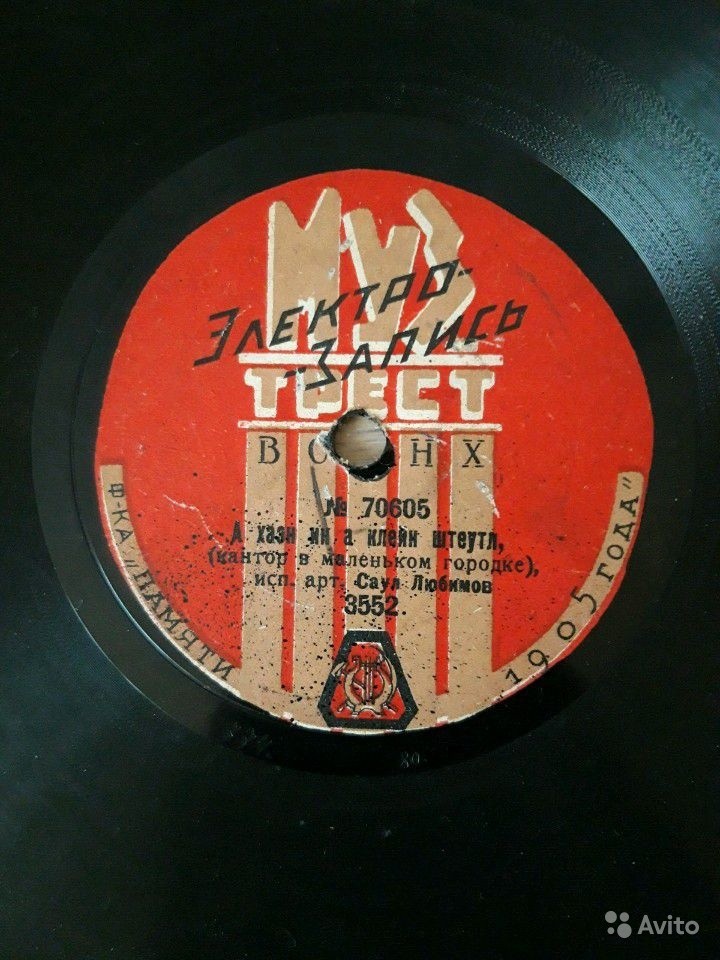 МУЗ
ЭЛЕКТРО-
-ЗАПИСЬ
ТРЕСТ
ВСНХ
№ 70605
А хазн ин а клейн штеутл,
(кантор в маленьком городке),
исп. арт. Саул Любимов
3552.
Ф-КА „ПАМЯТИ
1905 ГОДА"
Avito